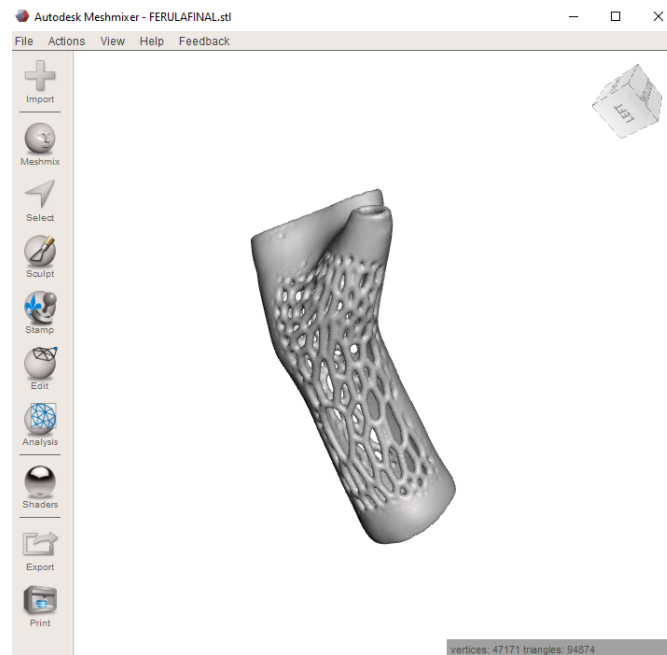 Autodesk Meshmixer - FERULAFINAL.stl
File Actions View Help Feedback
Import
Meshmix
Select
Sculpt
Stamp
Edit
Analysis
Shaders
Export
Print
LEFT
vertices: 47171 triangles: 94874